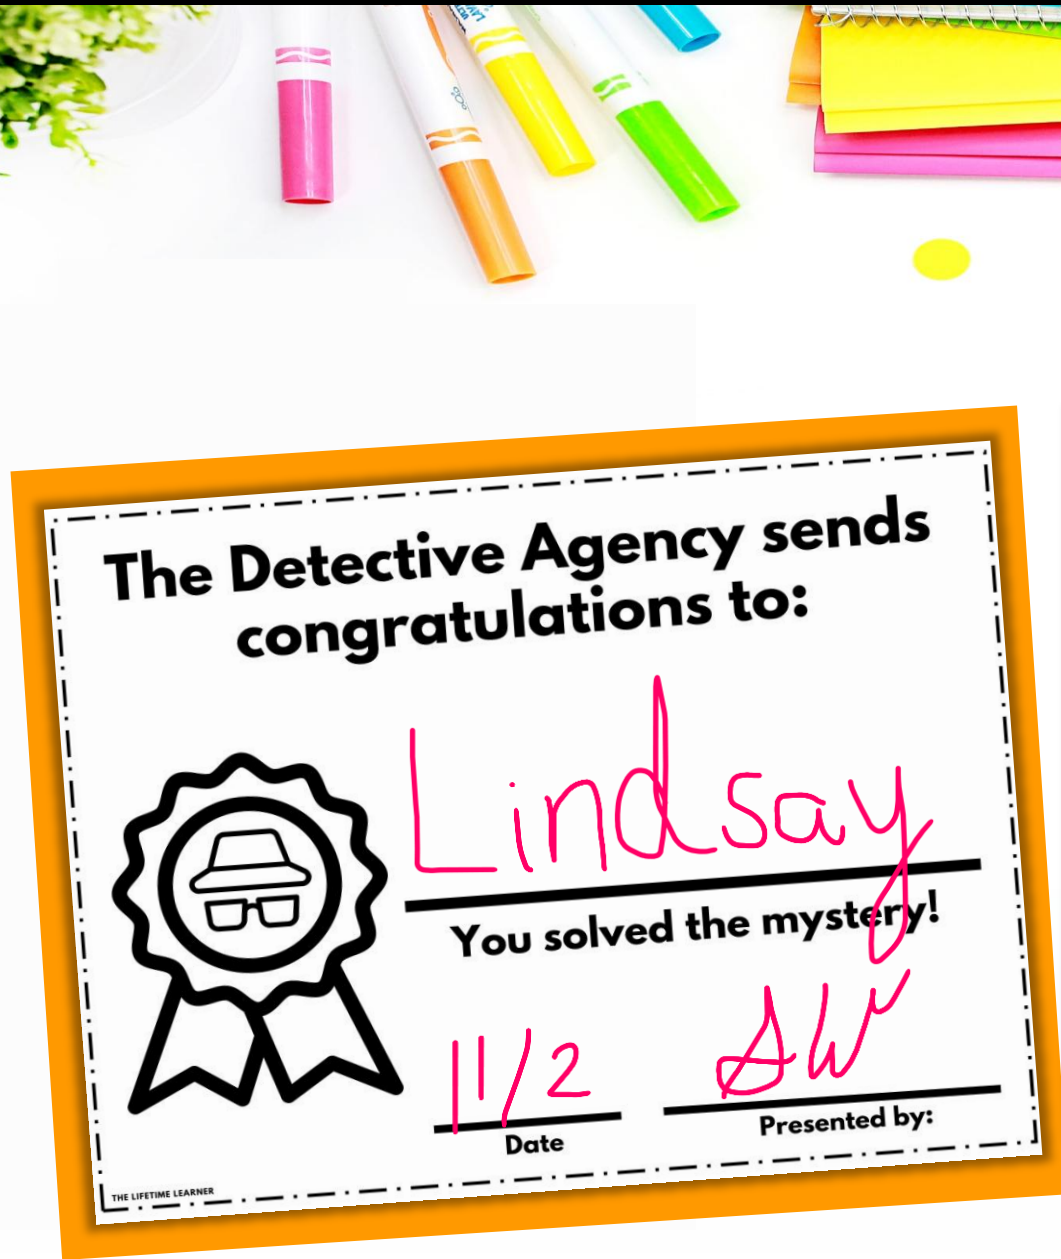 The Detective Agency sends
congratulations to:
Lindsay
You solved the mystery!
11/2
Date
Presented by:
THE LIFETIME LEARNER